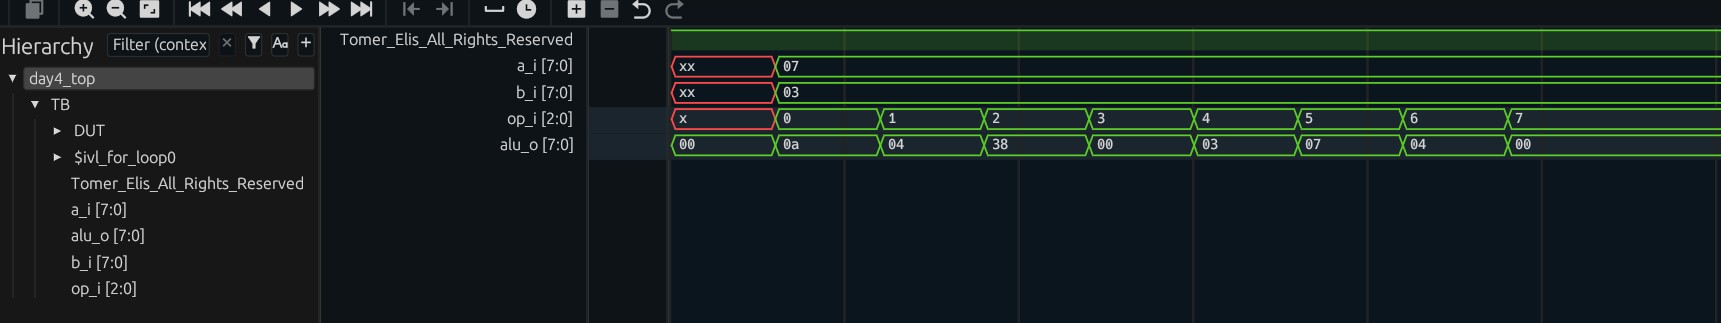 Hierarchy Filter (contex × Aa +
day4_top
TB
DUT
$ivl_for_loop0
Tomer_Elis_All_Rights_Reserved
a_i [7:0]
alu_o [7:0]
b_i [7:0]
op_i [2:0]
Tomer_Elis_All_Rights_Reserved
a_i [7:0] xx 07
b_i [7:0] xx 03
op_i [2:0] x 0 1 2 3 4 5 6 7
alu_o [7:0] 00 0a 04 38 00 03 07 04 00